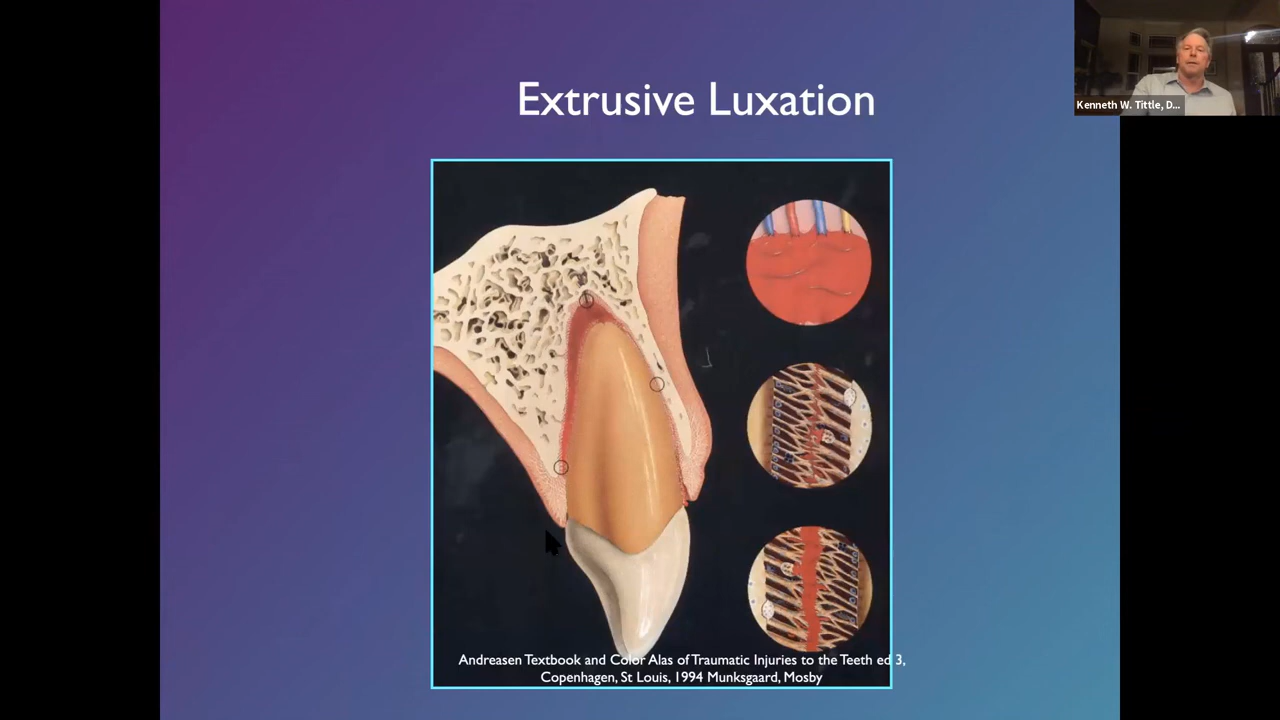 Extrusive Luxation
Kenneth W. Tittle, D...
Andreasen Textbook and Color Alas of Traumatic Injuries to the Teeth ed 3,
Copenhagen, St Louis, 1994 Munksgaard, Mosby